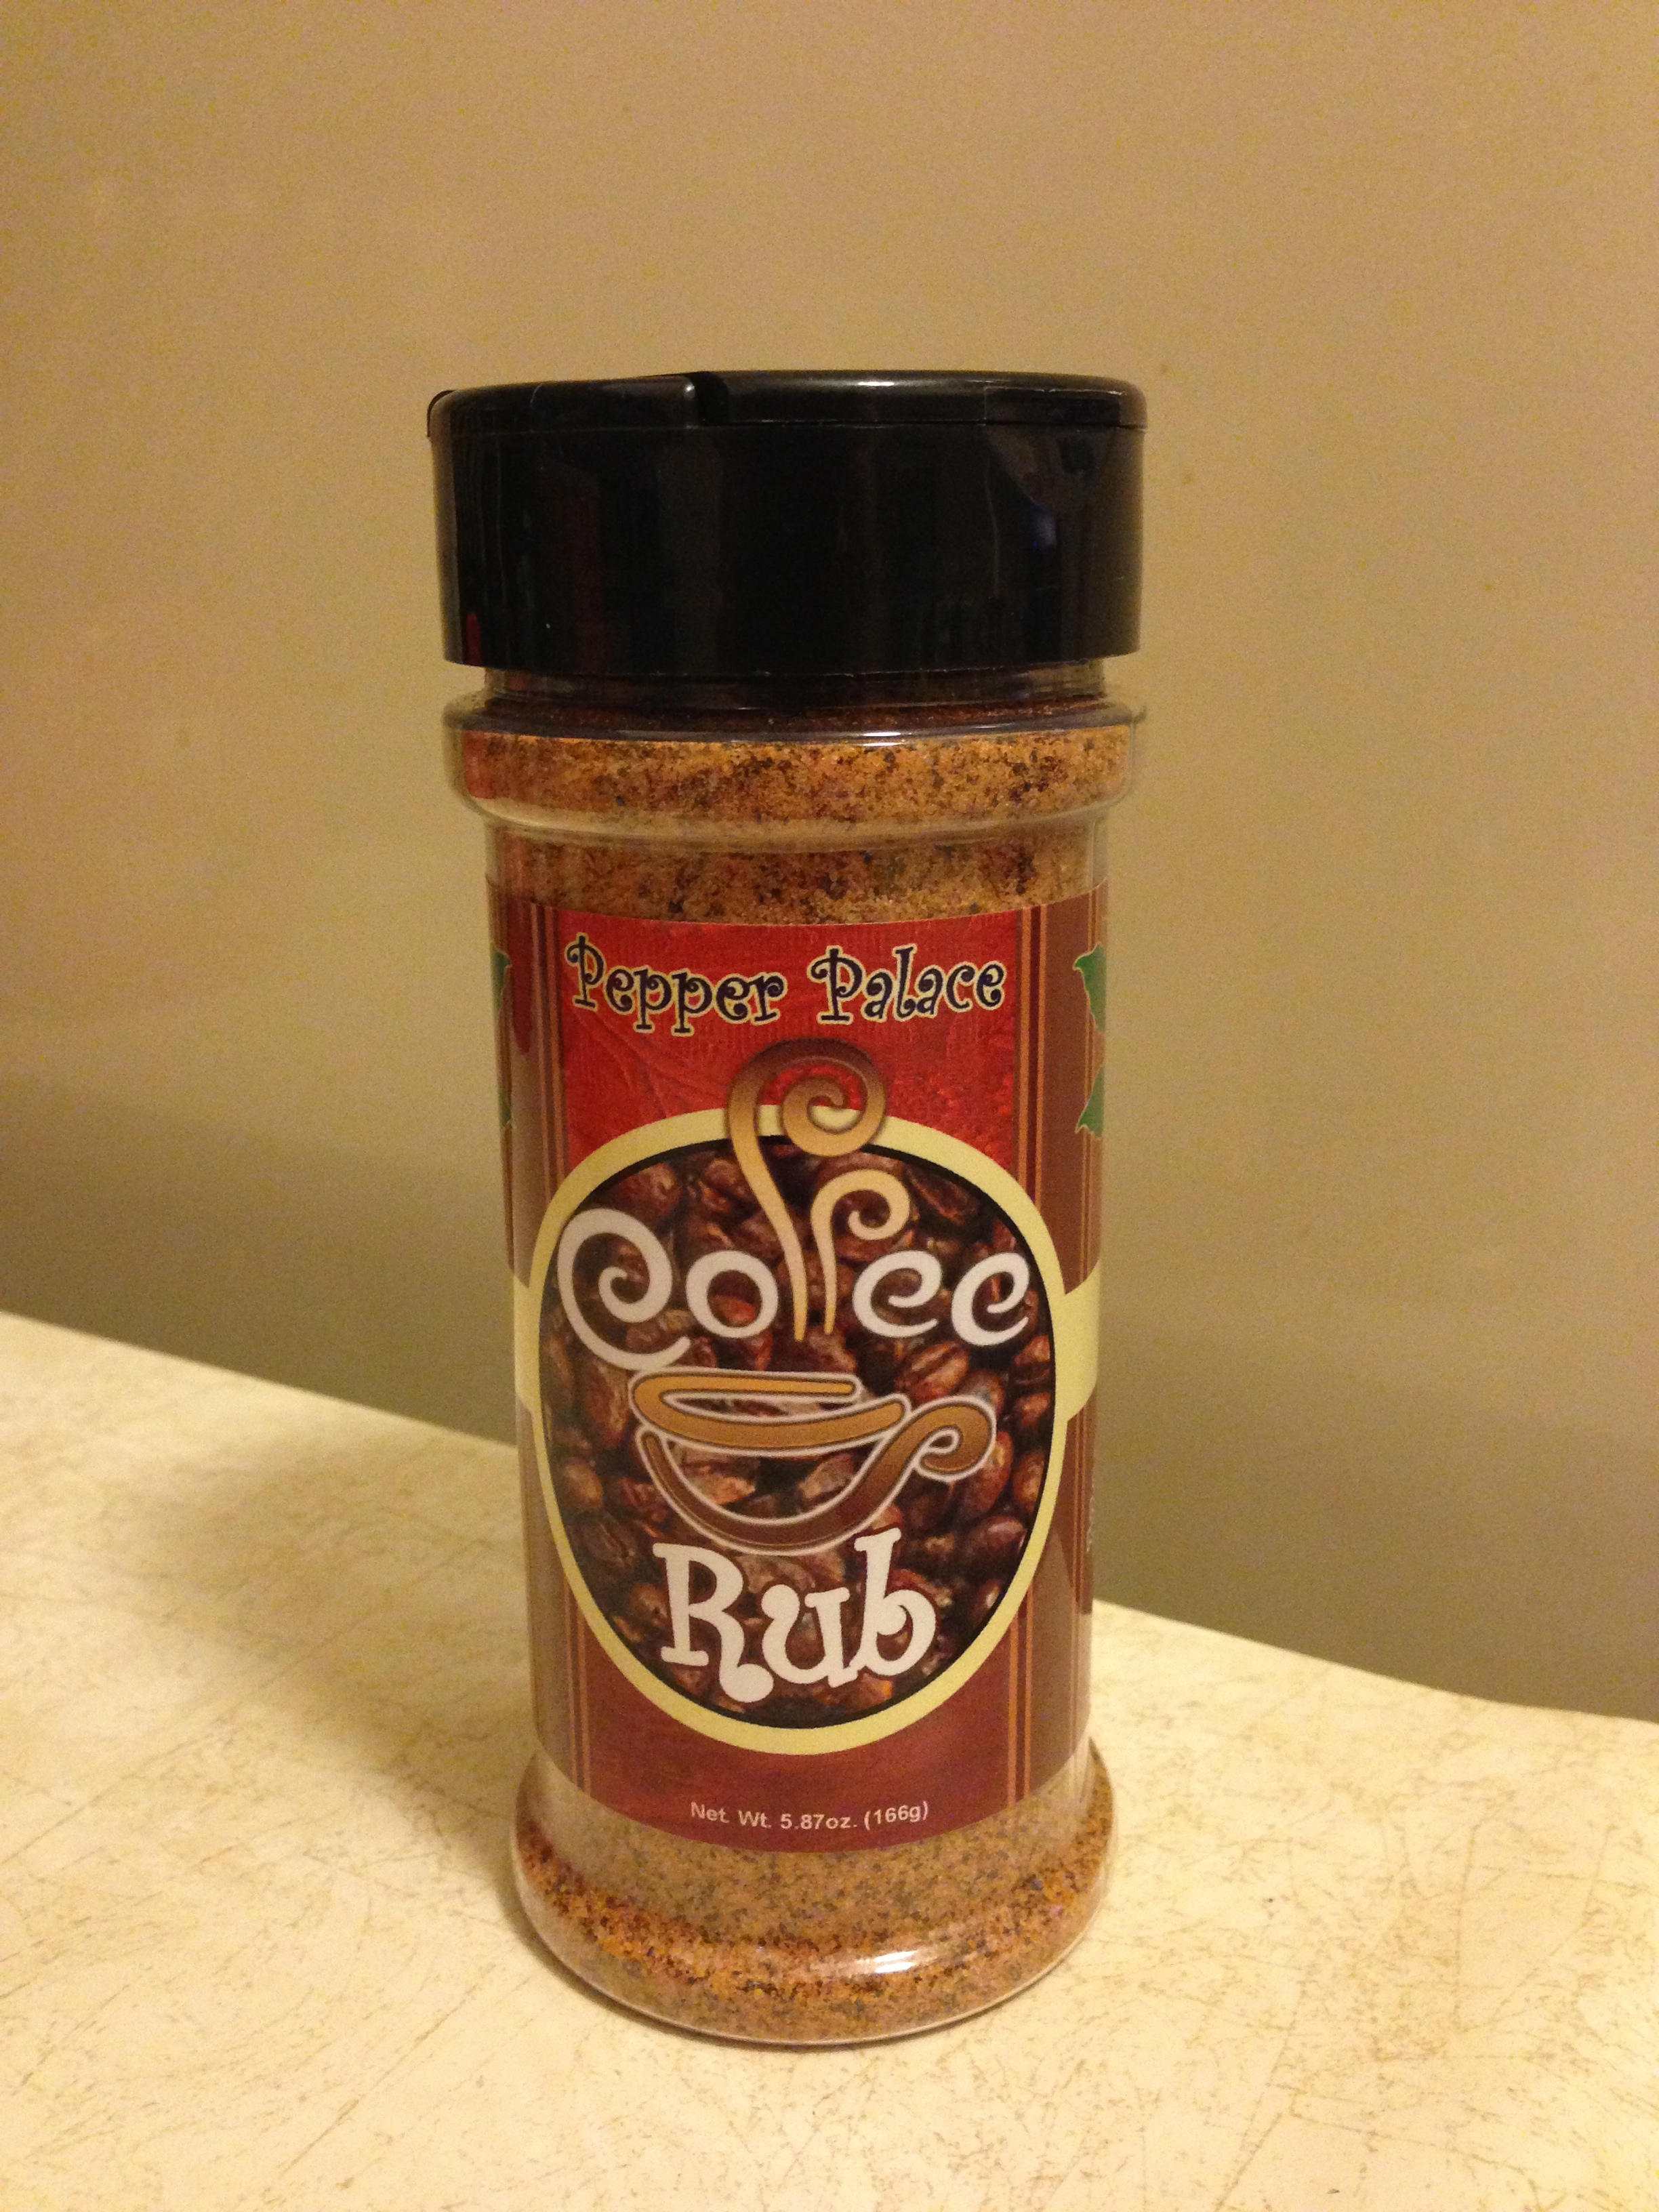 Pepper Palace
Coffee
Rub
Net. Wt. 5.87oz. (166g)